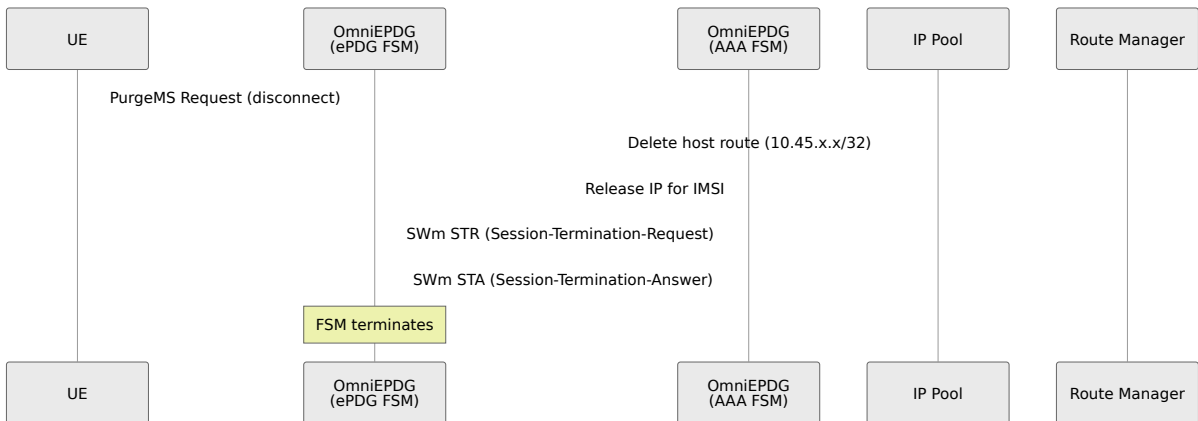 UE
OmniEPDG
(ePDG FSM)
OmniEPDG
(AAA FSM)
IP Pool
Route Manager
PurgeMS Request (disconnect)
Delete host route (10.45.x.x/32)
Release IP for IMSI
SWm STR (Session-Termination-Request)
SWm STA (Session-Termination-Answer)
FSM terminates
UE
OmniEPDG
(ePDG FSM)
OmniEPDG
(AAA FSM)
IP Pool
Route Manager